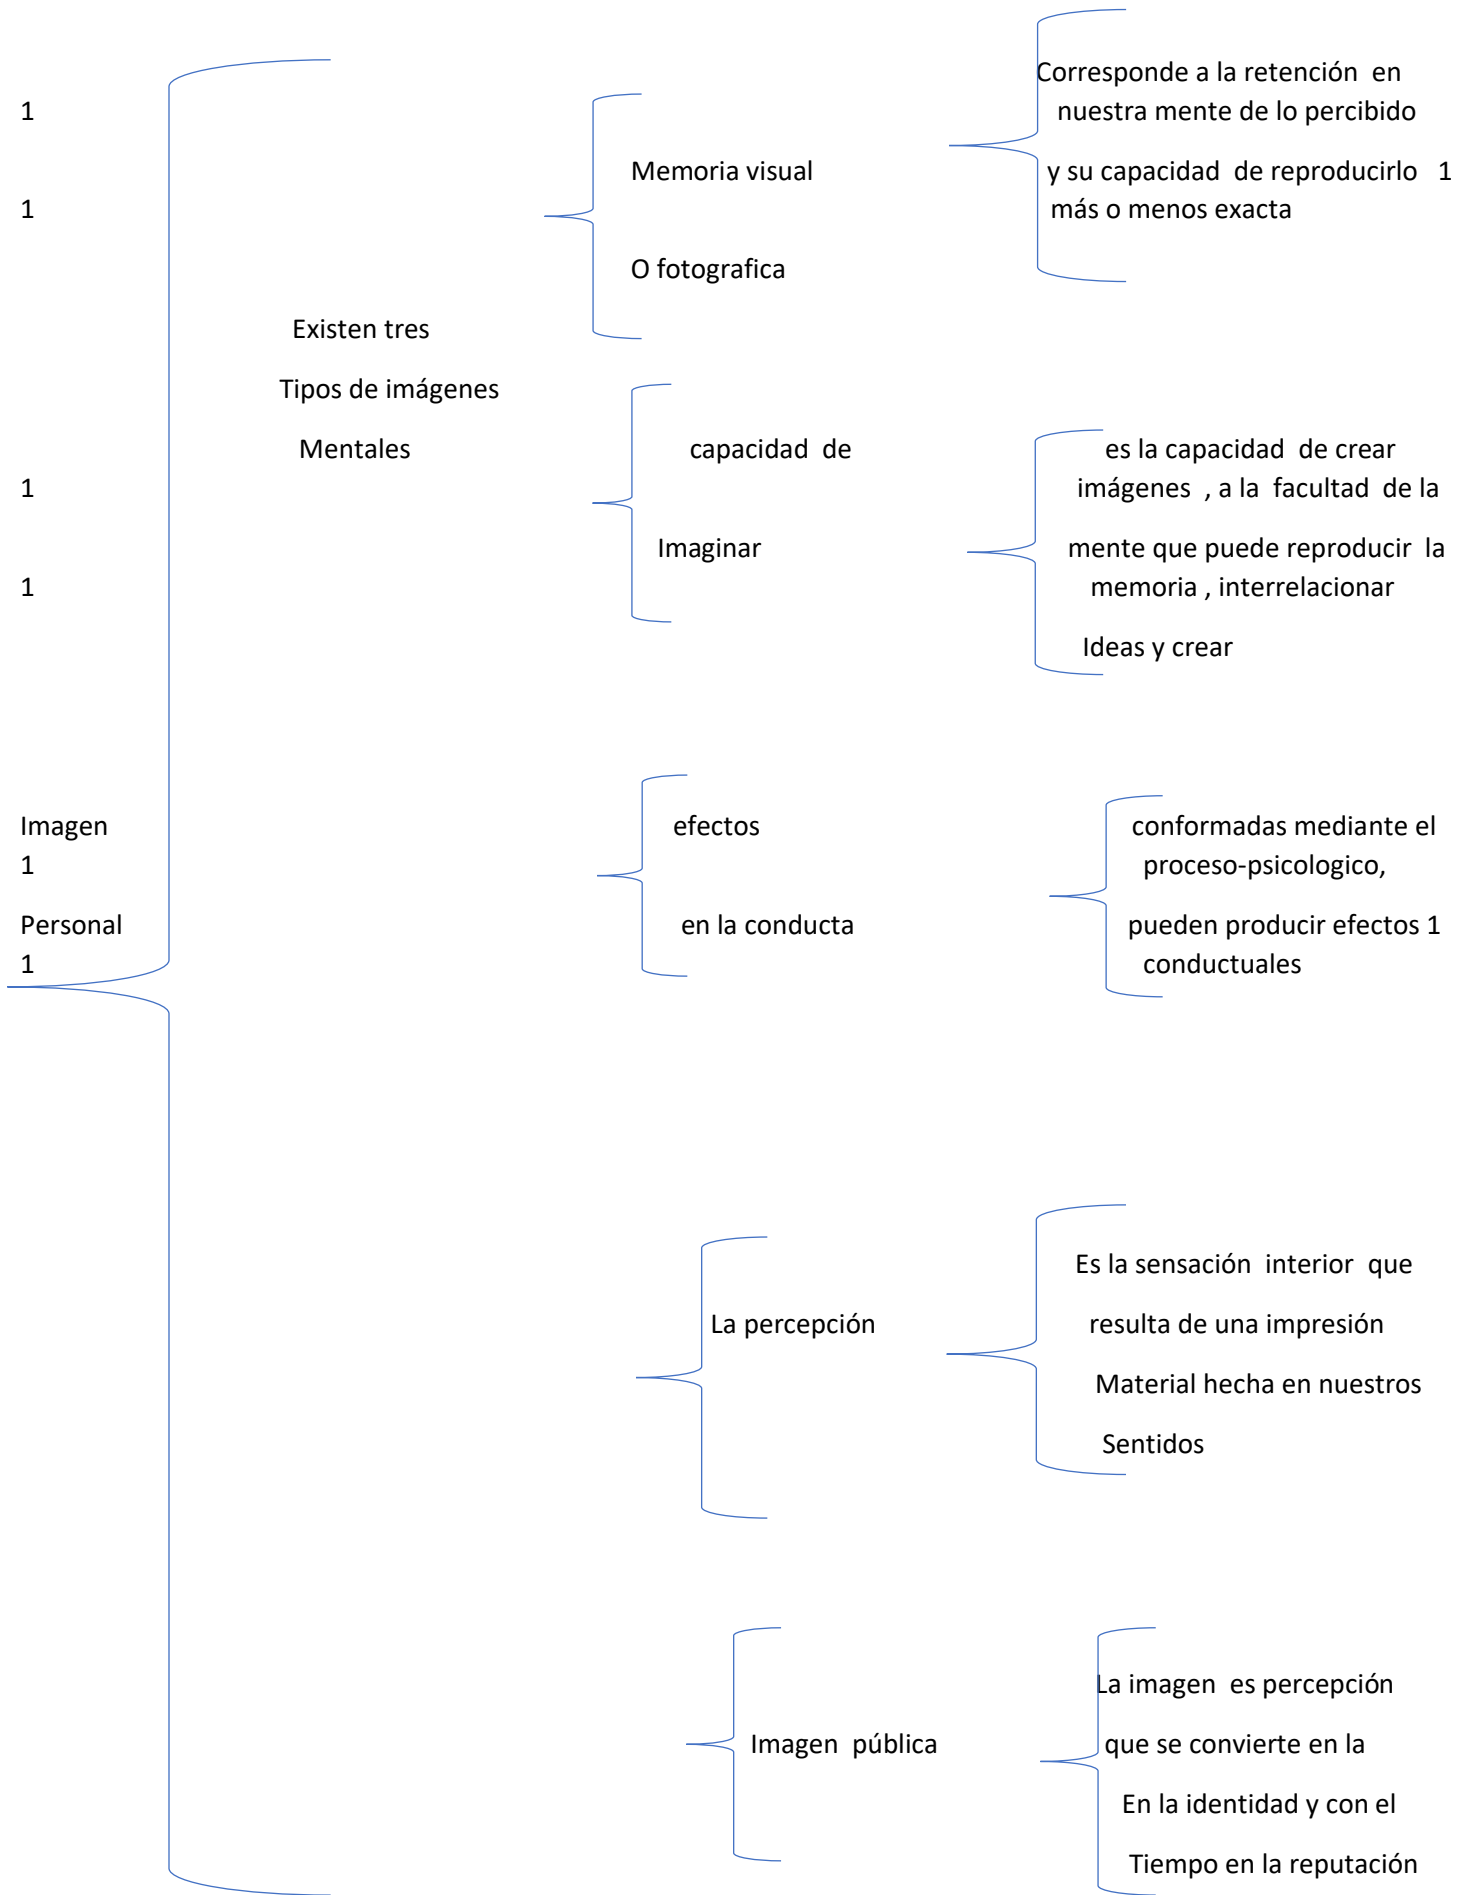 1
1
1
1
Imagen
1
Personal
1
Existen tres
Tipos de imágenes
Mentales
Memoria visual
O fotografica
Corresponde a la retención en
nuestra mente de lo percibido
y su capacidad de reproducirlo 1
más o menos exacta
capacidad de
Imaginar
es la capacidad de crear
imágenes , a la facultad de la
mente que puede reproducir la
memoria , interrelacionar
Ideas y crear
efectos
en la conducta
conformadas mediante el
proceso-psicologico,
pueden producir efectos 1
conductuales
La percepción
Es la sensación interior que
resulta de una impresión
Material hecha en nuestros
Sentidos
Imagen pública
La imagen es percepción
que se convierte en la
En la identidad y con el
Tiempo en la reputación